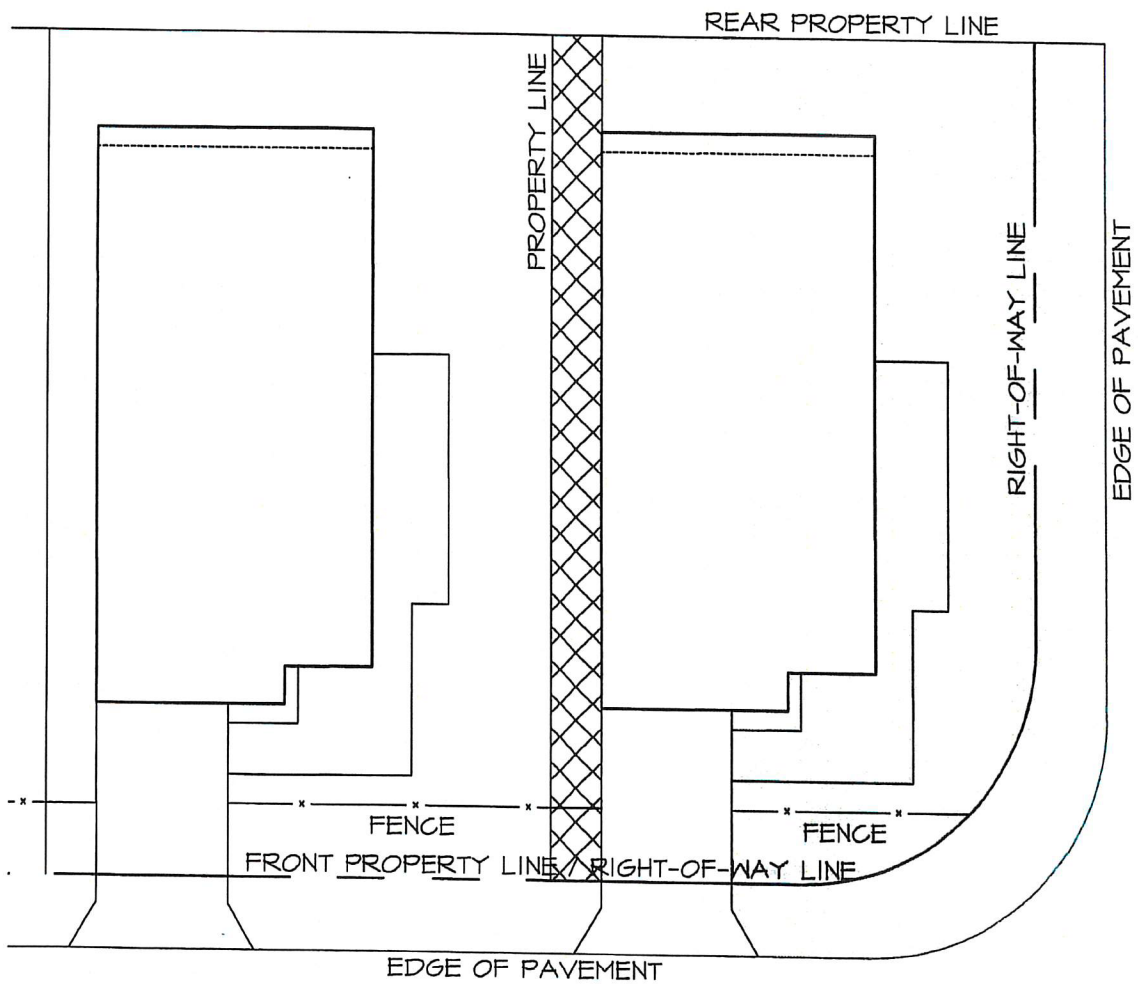 REAR PROPERTY LINE
PROPERTY LINE
RIGHT-OF-WAY LINE
EDGE OF PAVEMENT
FENCE
FENCE
FRONT PROPERTY LINE / RIGHT-OF-WAY LINE
EDGE OF PAVEMENT